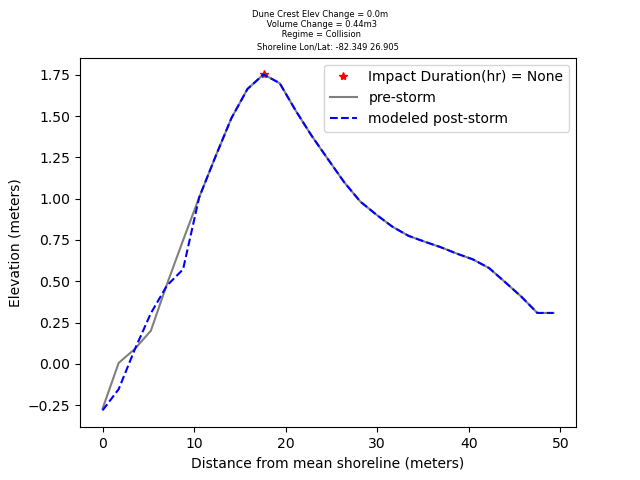 Dune Crest Elev Change = 0.0m
Volume Change = 0.44m3
Regime = Collision
Shoreline Lon/Lat: -82.349 26.905
Impact Duration(hr) = None
pre-storm
modeled post-storm
Elevation (meters)
1.75
1.50
1.25
1.00
0.75
0.50
0.25
0.00
−0.25
0 10 20 30 40 50
Distance from mean shoreline (meters)